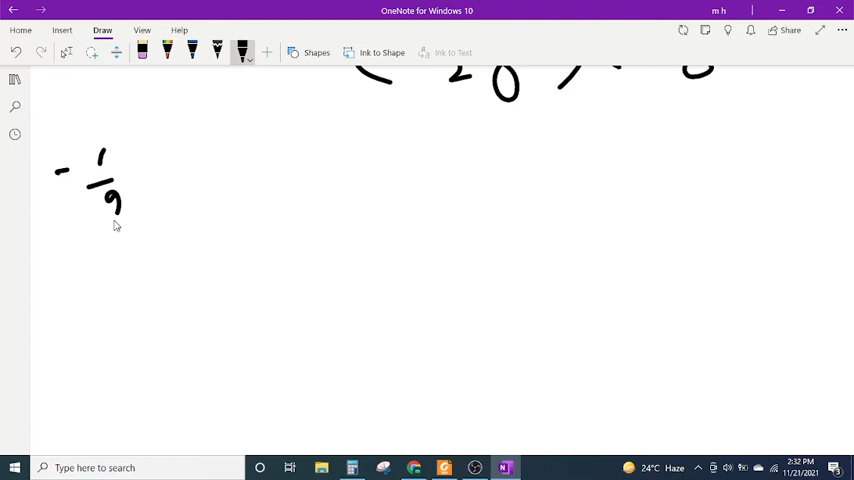 OneNote for Windows 10
m h
Home Insert Draw View Help
Share
Shapes Ink to Shape Ink to Text
- 1/9
Type here to search
24°C Haze
2:32 PM
11/21/2021
3